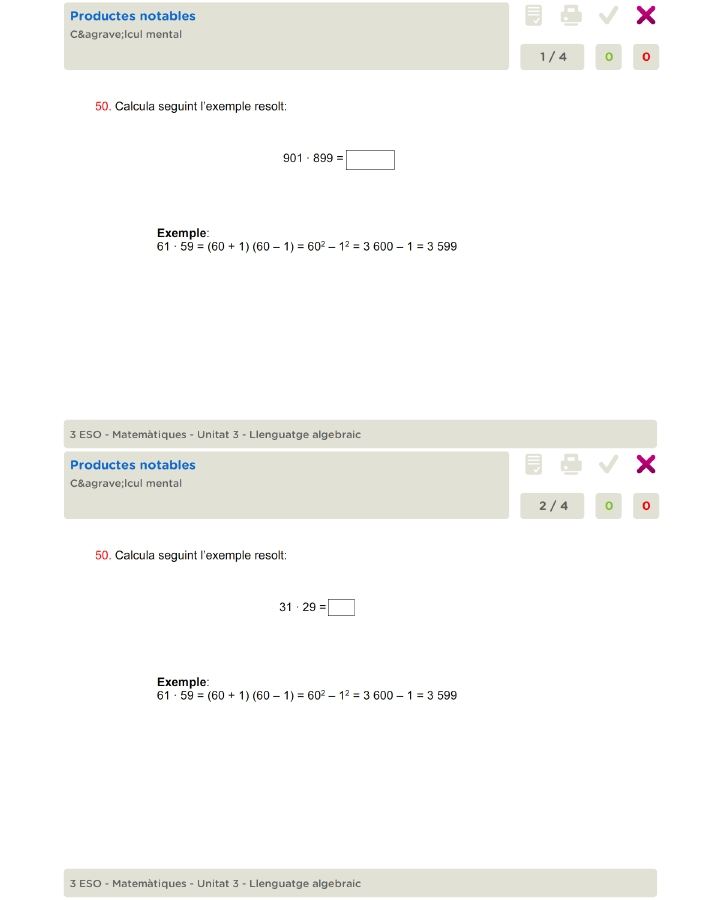 Productes notables
C&agrave;lcul mental
1 / 4
0
0
50. Calcula seguint l'exemple resolt:
901 · 899 =
Exemple:
61 · 59 = (60 + 1) (60 – 1) = 60² – 1² = 3 600 – 1 = 3 599
3 ESO - Matemàtiques - Unitat 3 - Llenguatge algebraic
Productes notables
C&agrave;lcul mental
2 / 4
0
0
50. Calcula seguint l'exemple resolt:
31 · 29 =
Exemple:
61 · 59 = (60 + 1) (60 – 1) = 60² – 1² = 3 600 – 1 = 3 599
3 ESO - Matemàtiques - Unitat 3 - Llenguatge algebraic